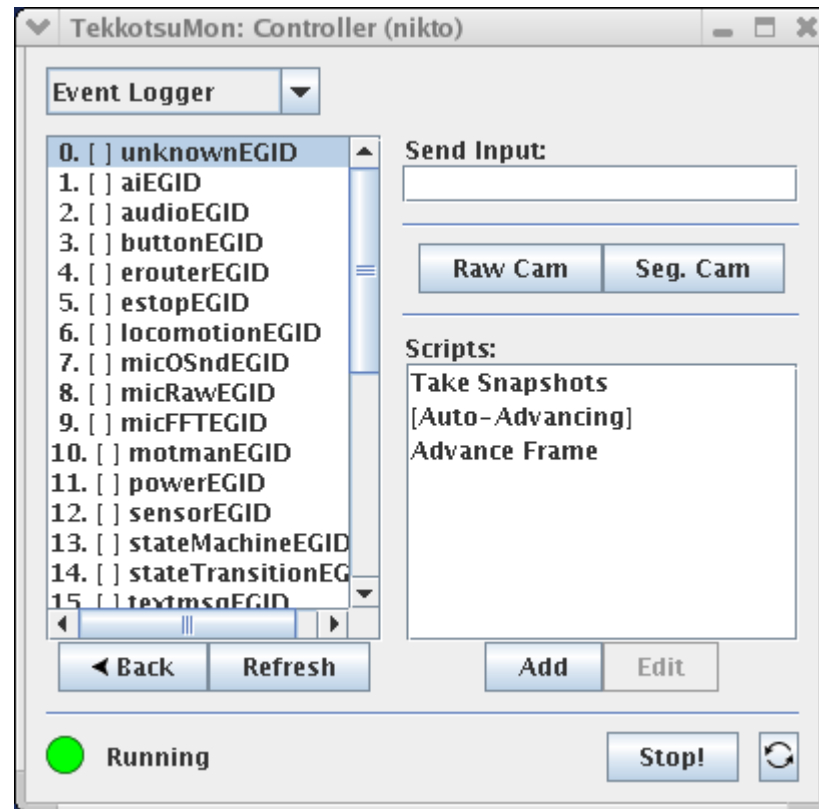 TekkotsuMon: Controller (nikto)
Event Logger
0. [ ] unknownEGID
1. [ ] aiEGID
2. [ ] audioEGID
3. [ ] buttonEGID
4. [ ] erouterEGID
5. [ ] estopEGID
6. [ ] locomotionEGID
7. [ ] micOSndEGID
8. [ ] micRawEGID
9. [ ] micFFTEGID
10. [ ] motmanEGID
11. [ ] powerEGID
12. [ ] sensorEGID
13. [ ] stateMachineEGID
14. [ ] stateTransitionEG
15. [ ] textmsgEGID
Back
Refresh
Send Input:
Raw Cam
Seg. Cam
Scripts:
Take Snapshots
[Auto-Advancing]
Advance Frame
Add
Edit
Running
Stop!